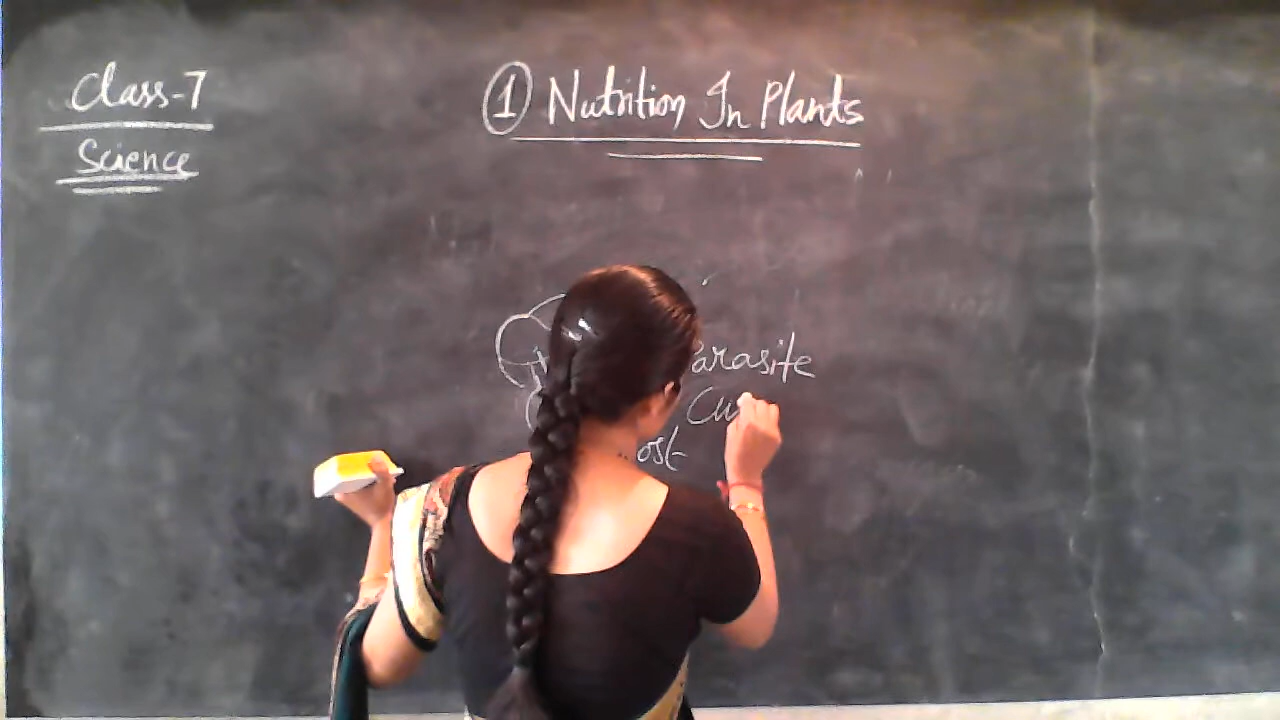 Class-7
Science
① Nutrition In Plants
arasite
Cu
ost